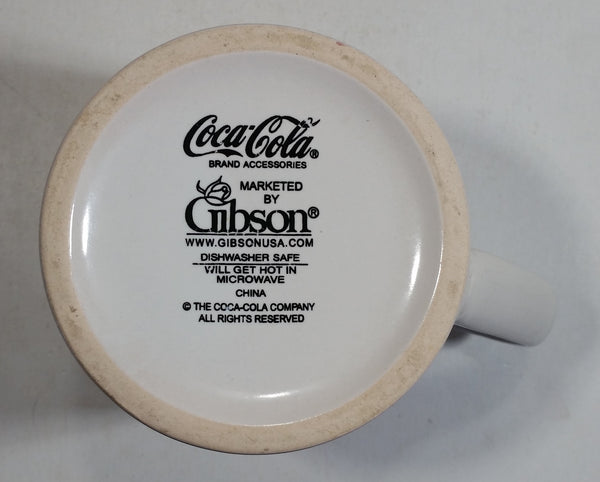 Coca-Cola®
BRAND ACCESSORIES
MARKETED
BY
Gibson®
WWW.GIBSONUSA.COM
DISHWASHER SAFE
WILL GET HOT IN
MICROWAVE
CHINA
© THE COCA-COLA COMPANY
ALL RIGHTS RESERVED